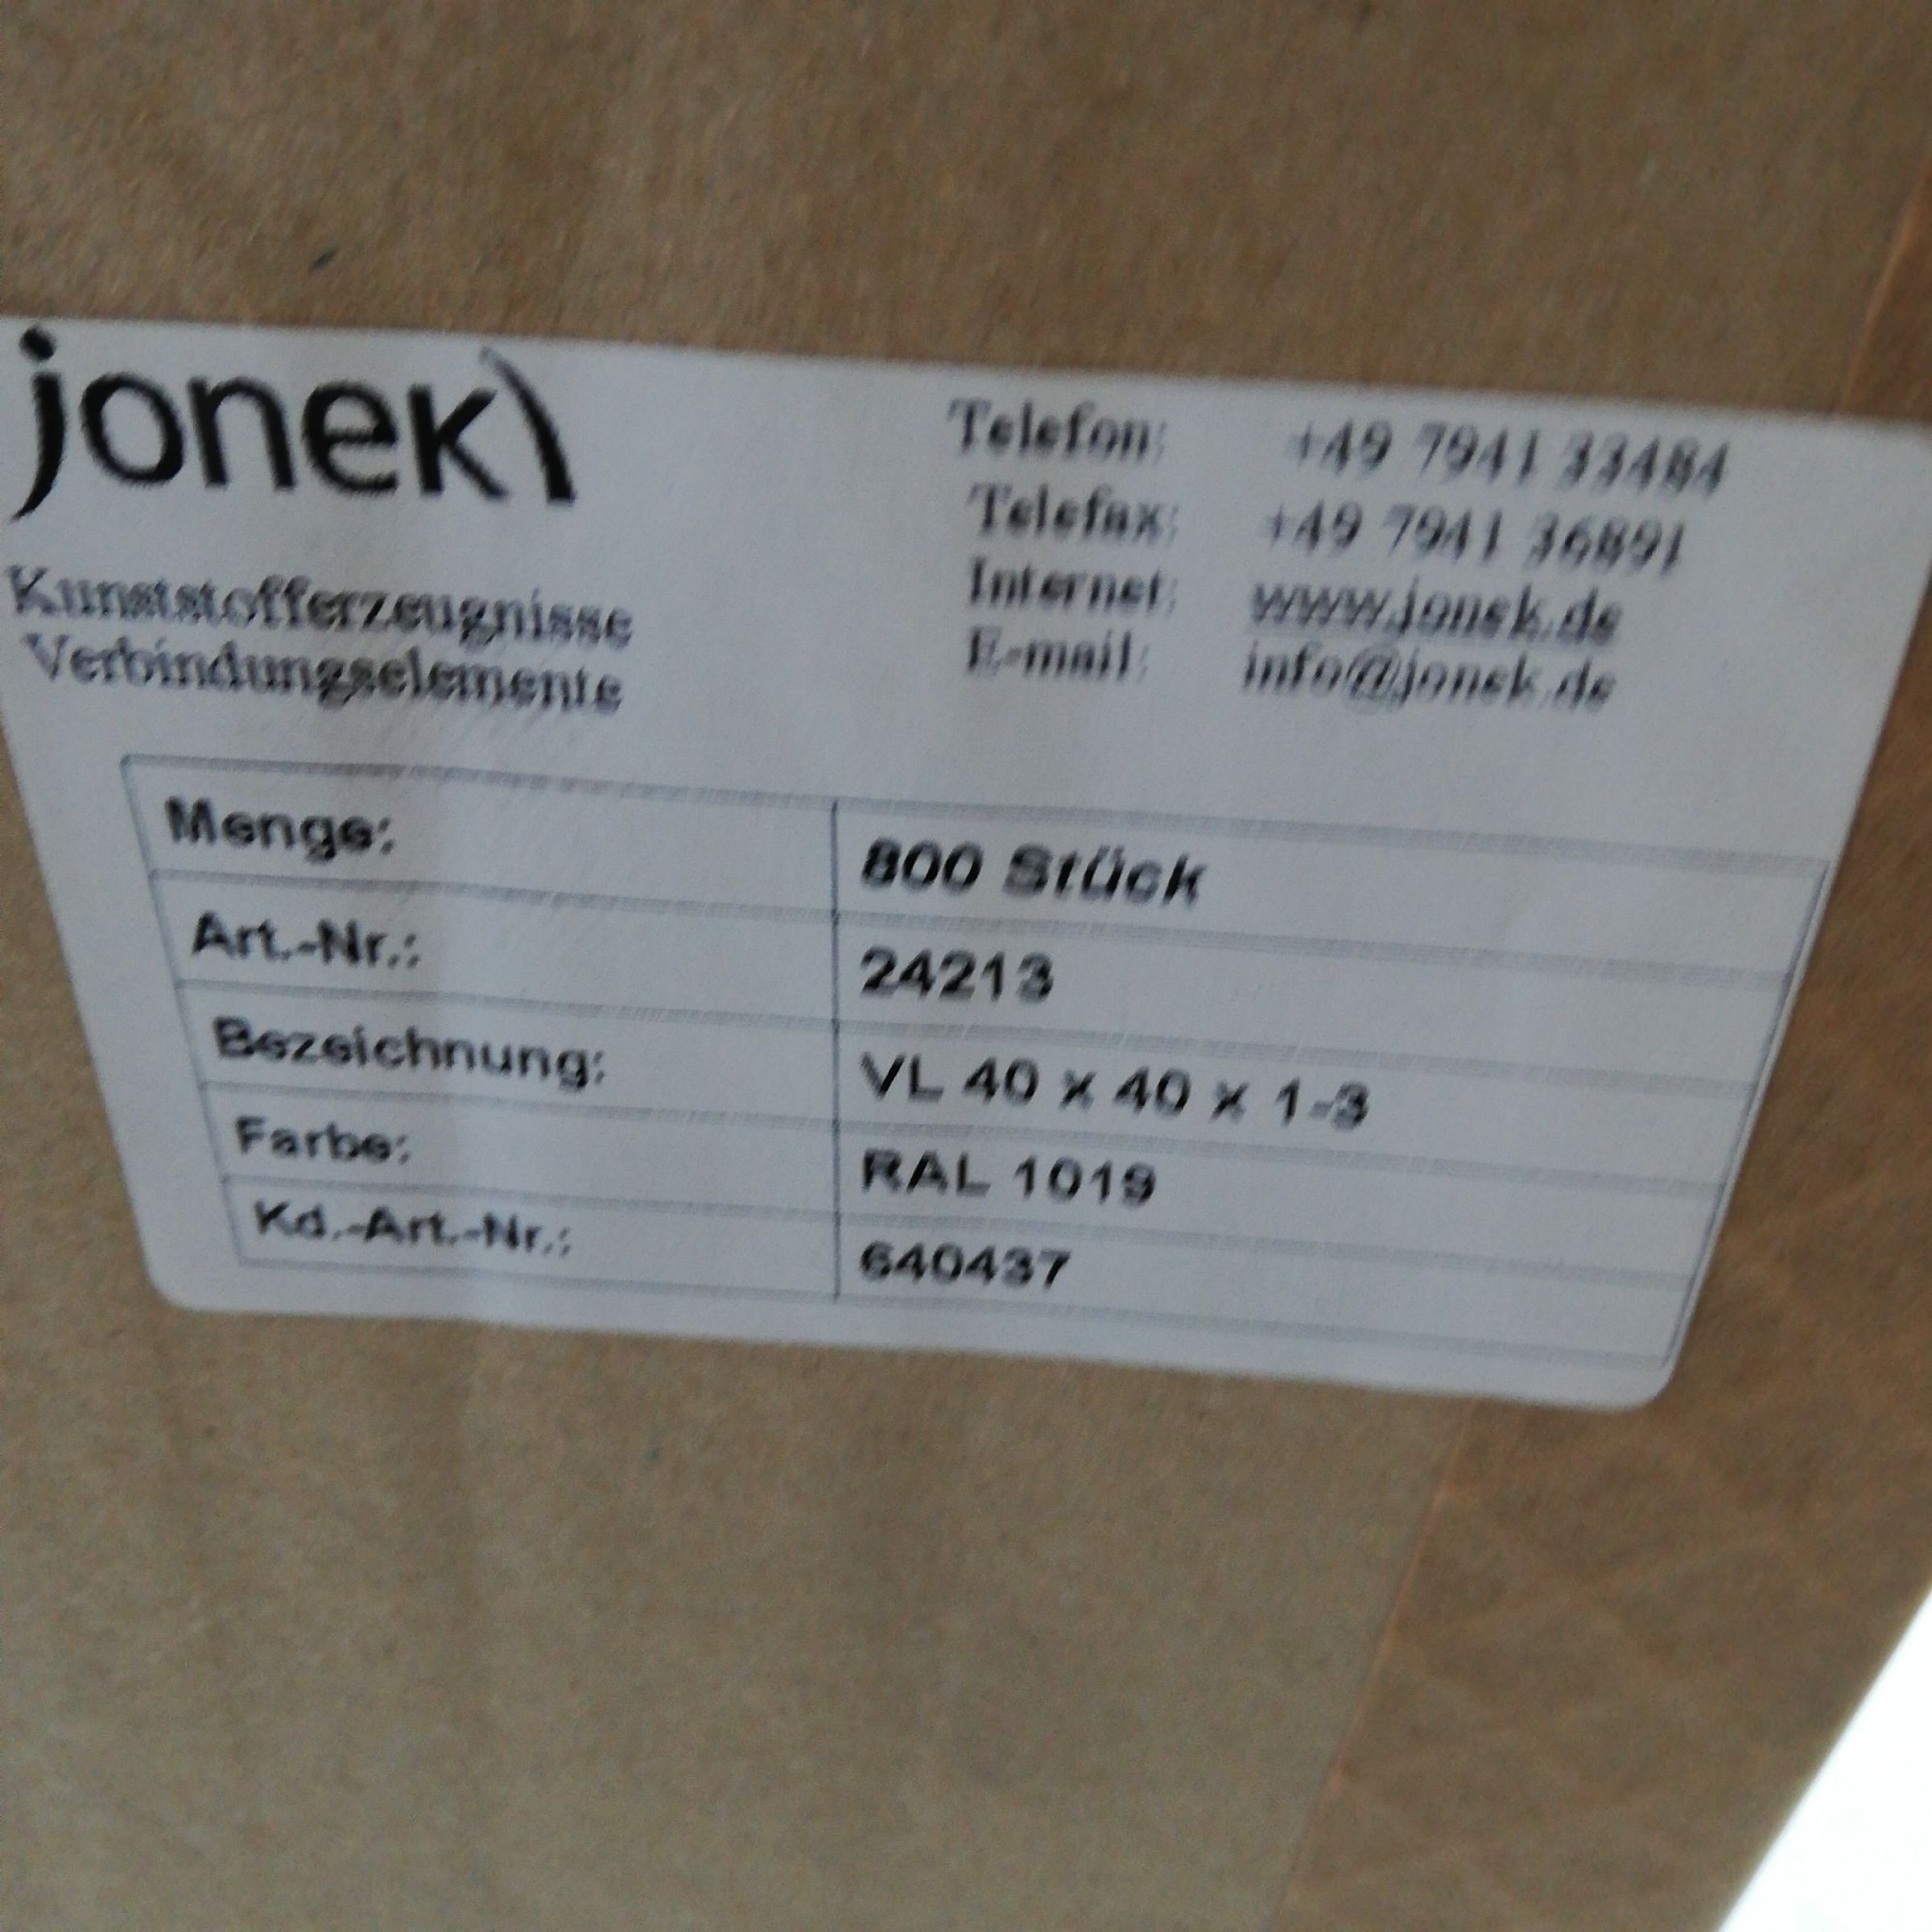 jonek
Kunststofferzeugnisse
Verbindungselemente
Telefon: +49 7941 33484
Telefax: +49 7941 36891
Internet: www.jonek.de
E-mail: info@jonek.de
Menge: 800 Stück
Art.-Nr.: 24213
Bezeichnung: VL 40 x 40 x 1-3
Farbe: RAL 1019
Kd.-Art.-Nr.: 640437